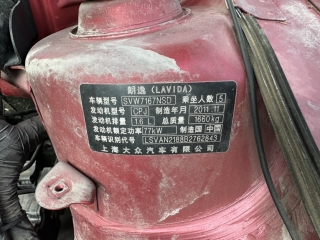 朗逸 (LAVIDA)
车辆型号 SVW7167NSD 乘坐人数 5
发动机型号 CPJ 制造年月 2011.11
发动机排量 1.6 L 总质量 1660 kg
发动机额定功率 77kW 制造国 中国
车辆识别代号 LSVAN2188B2762843
上海大众汽车有限公司